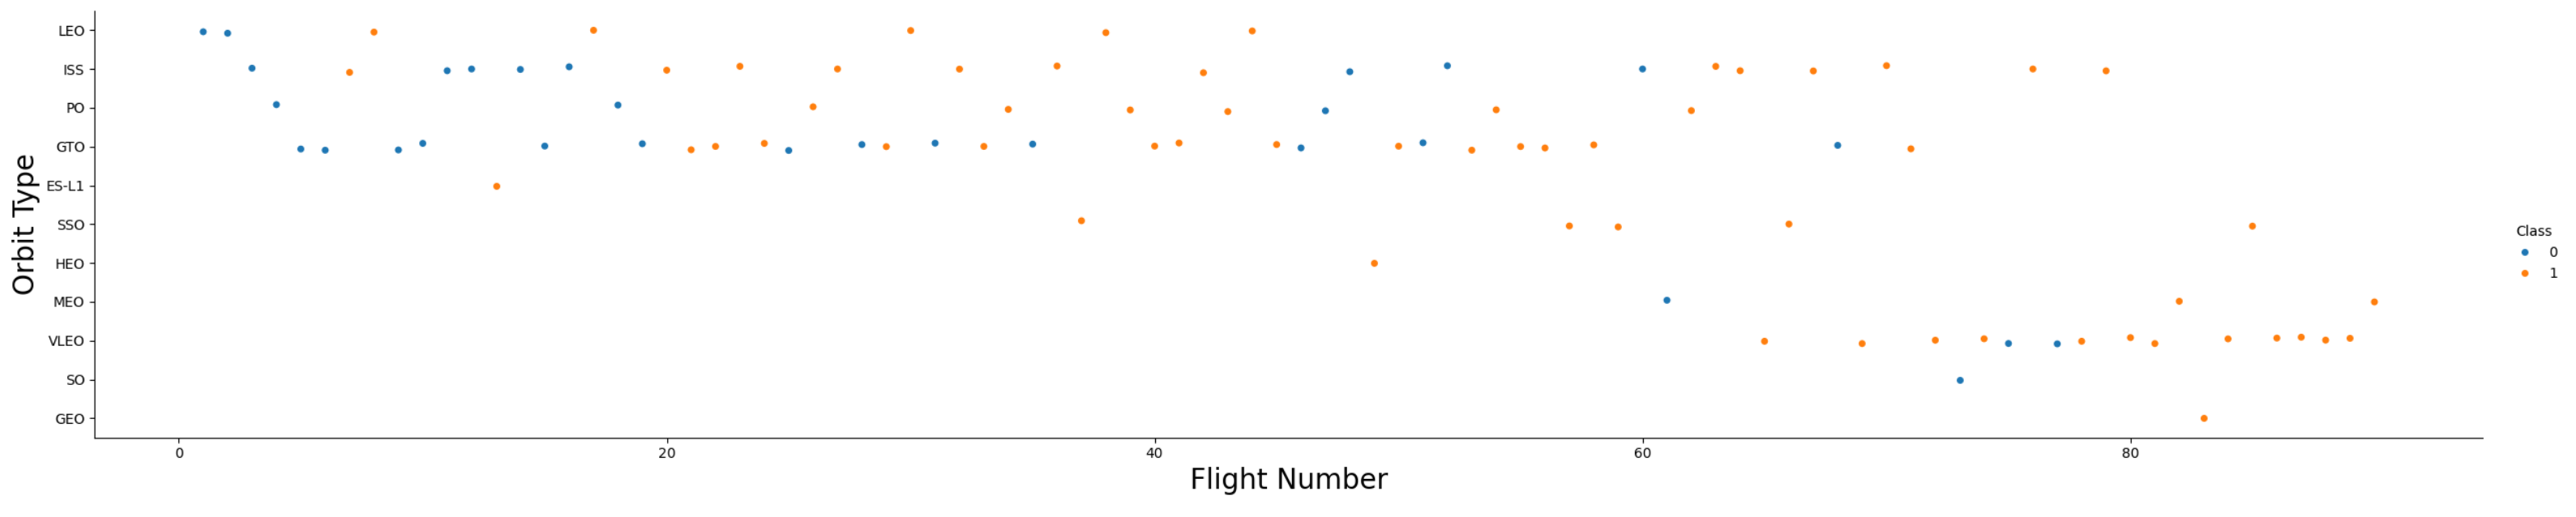 Orbit Type
LEO
ISS
PO
GTO
ES-L1
SSO
HEO
MEO
VLEO
SO
GEO
0 20 40 60 80
Flight Number
Class
0
1